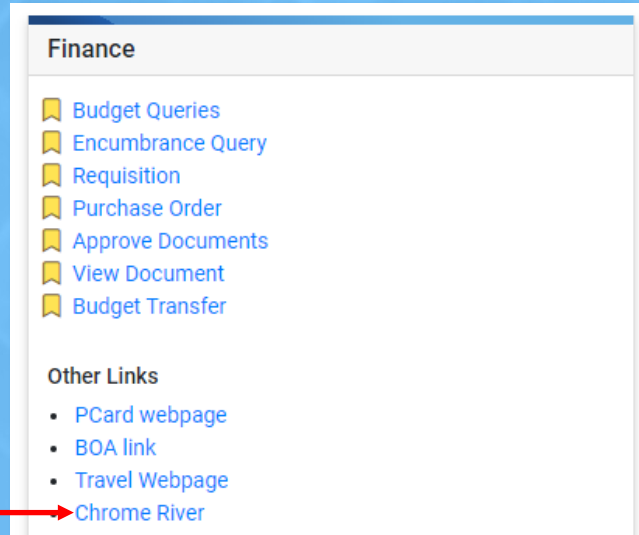 Finance
Budget Queries
Encumbrance Query
Requisition
Purchase Order
Approve Documents
View Document
Budget Transfer
Other Links
PCard webpage
BOA link
Travel Webpage
Chrome River